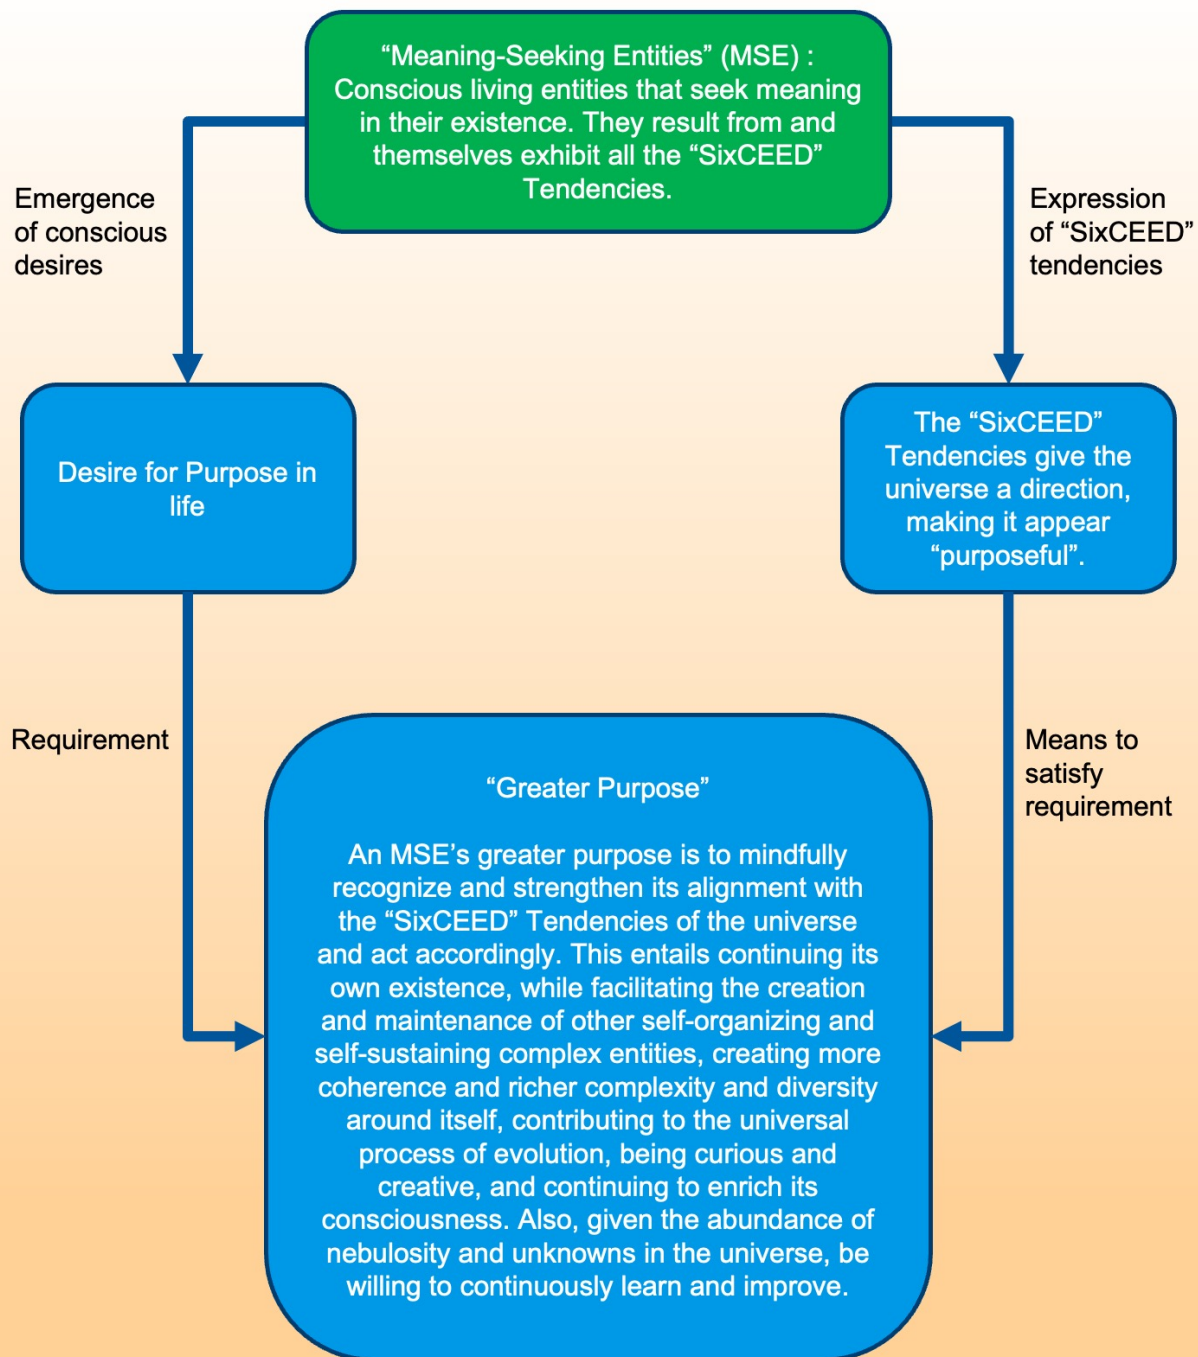 “Meaning-Seeking Entities” (MSE) :
Conscious living entities that seek meaning
in their existence. They result from and
themselves exhibit all the “SixCEED”
Tendencies.
Emergence
of conscious
desires
Expression
of “SixCEED”
tendencies
Desire for Purpose in
life
The “SixCEED”
Tendencies give the
universe a direction,
making it appear
“purposeful”.
Requirement
Means to
satisfy
requirement
“Greater Purpose”
An MSE’s greater purpose is to mindfully
recognize and strengthen its alignment with
the “SixCEED” Tendencies of the universe
and act accordingly. This entails continuing its
own existence, while facilitating the creation
and maintenance of other self-organizing and
self-sustaining complex entities, creating more
coherence and richer complexity and diversity
around itself, contributing to the universal
process of evolution, being curious and
creative, and continuing to enrich its
consciousness. Also, given the abundance of
nebulosity and unknowns in the universe, be
willing to continuously learn and improve.